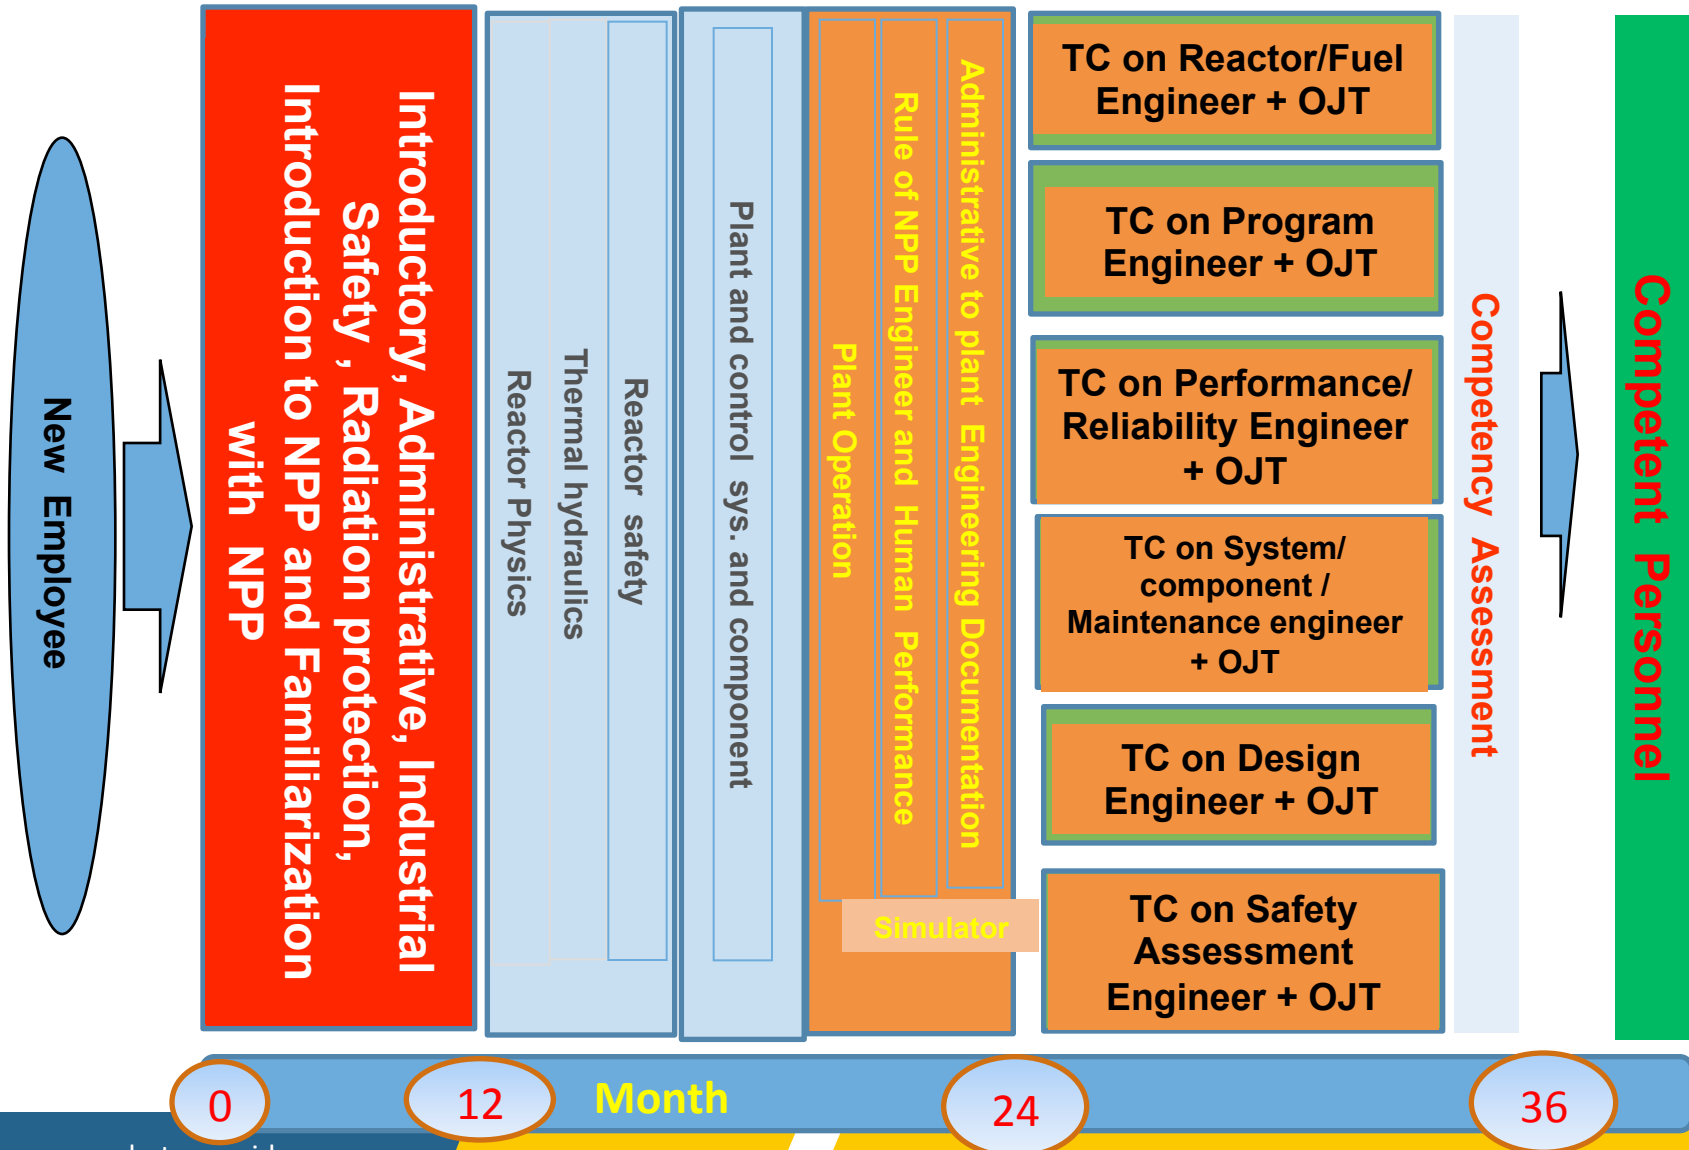 New Employee
Introductory, Administrative, Industrial
Safety , Radiation protection,
Introduction to NPP and Familiarization
with NPP
Reactor safety
Thermal hydraulics
Reactor Physics
Plant and control sys. and component
Administrative to plant Engineering Documentation
Rule of NPP Engineer and Human Performance
Plant Operation
Simulator
TC on Reactor/Fuel
Engineer + OJT
TC on Program
Engineer + OJT
TC on Performance/
Reliability Engineer
+ OJT
TC on System/
component /
Maintenance engineer
+ OJT
TC on Design
Engineer + OJT
TC on Safety
Assessment
Engineer + OJT
Competency Assessment
Competent Personnel
0
12
Month
24
36